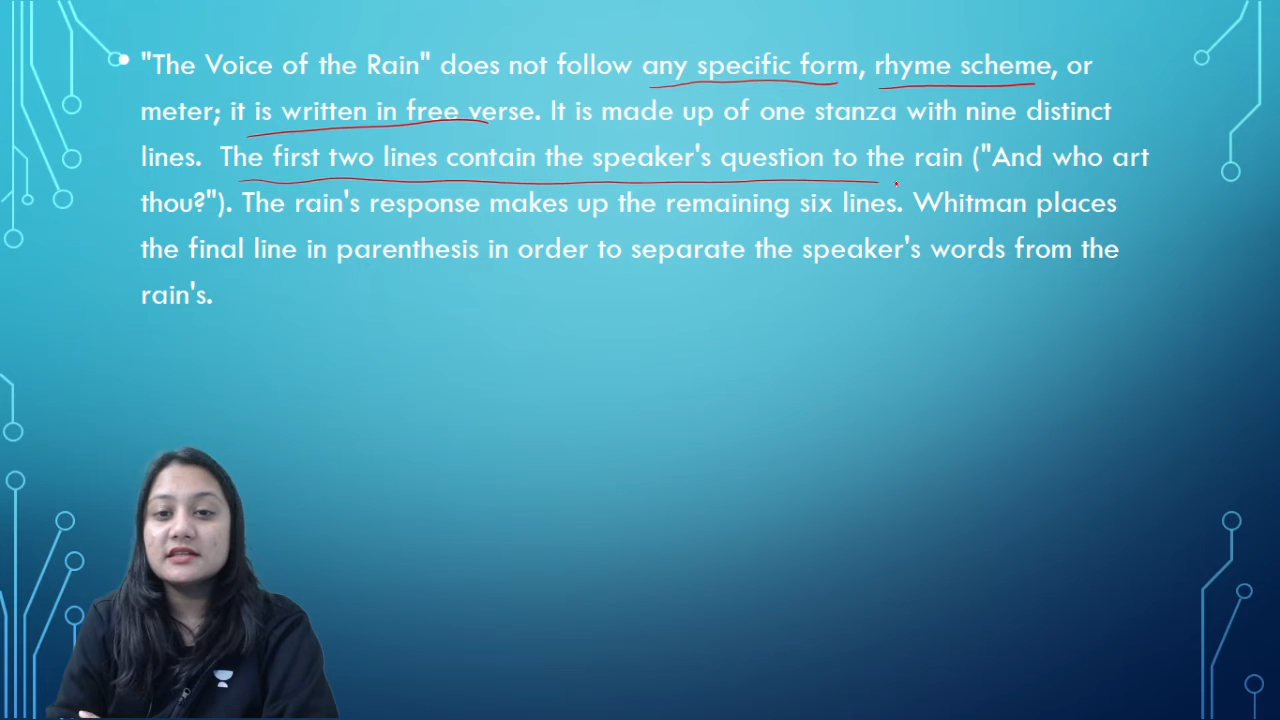 "The Voice of the Rain" does not follow any specific form, rhyme scheme, or
meter; it is written in free verse. It is made up of one stanza with nine distinct
lines. The first two lines contain the speaker's question to the rain ("And who art
thou?"). The rain's response makes up the remaining six lines. Whitman places
the final line in parenthesis in order to separate the speaker's words from the
rain's.